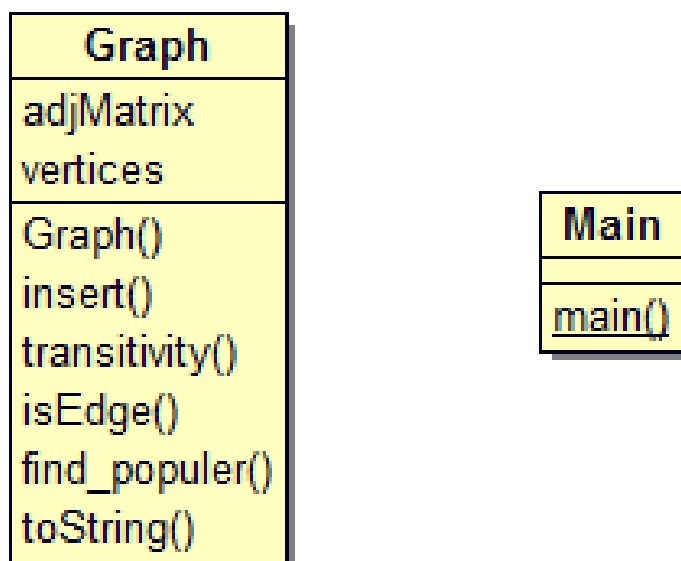 Graph
adjMatrix
vertices
Graph()
insert()
transitivity()
isEdge()
find_populer()
toString()
Main
main()